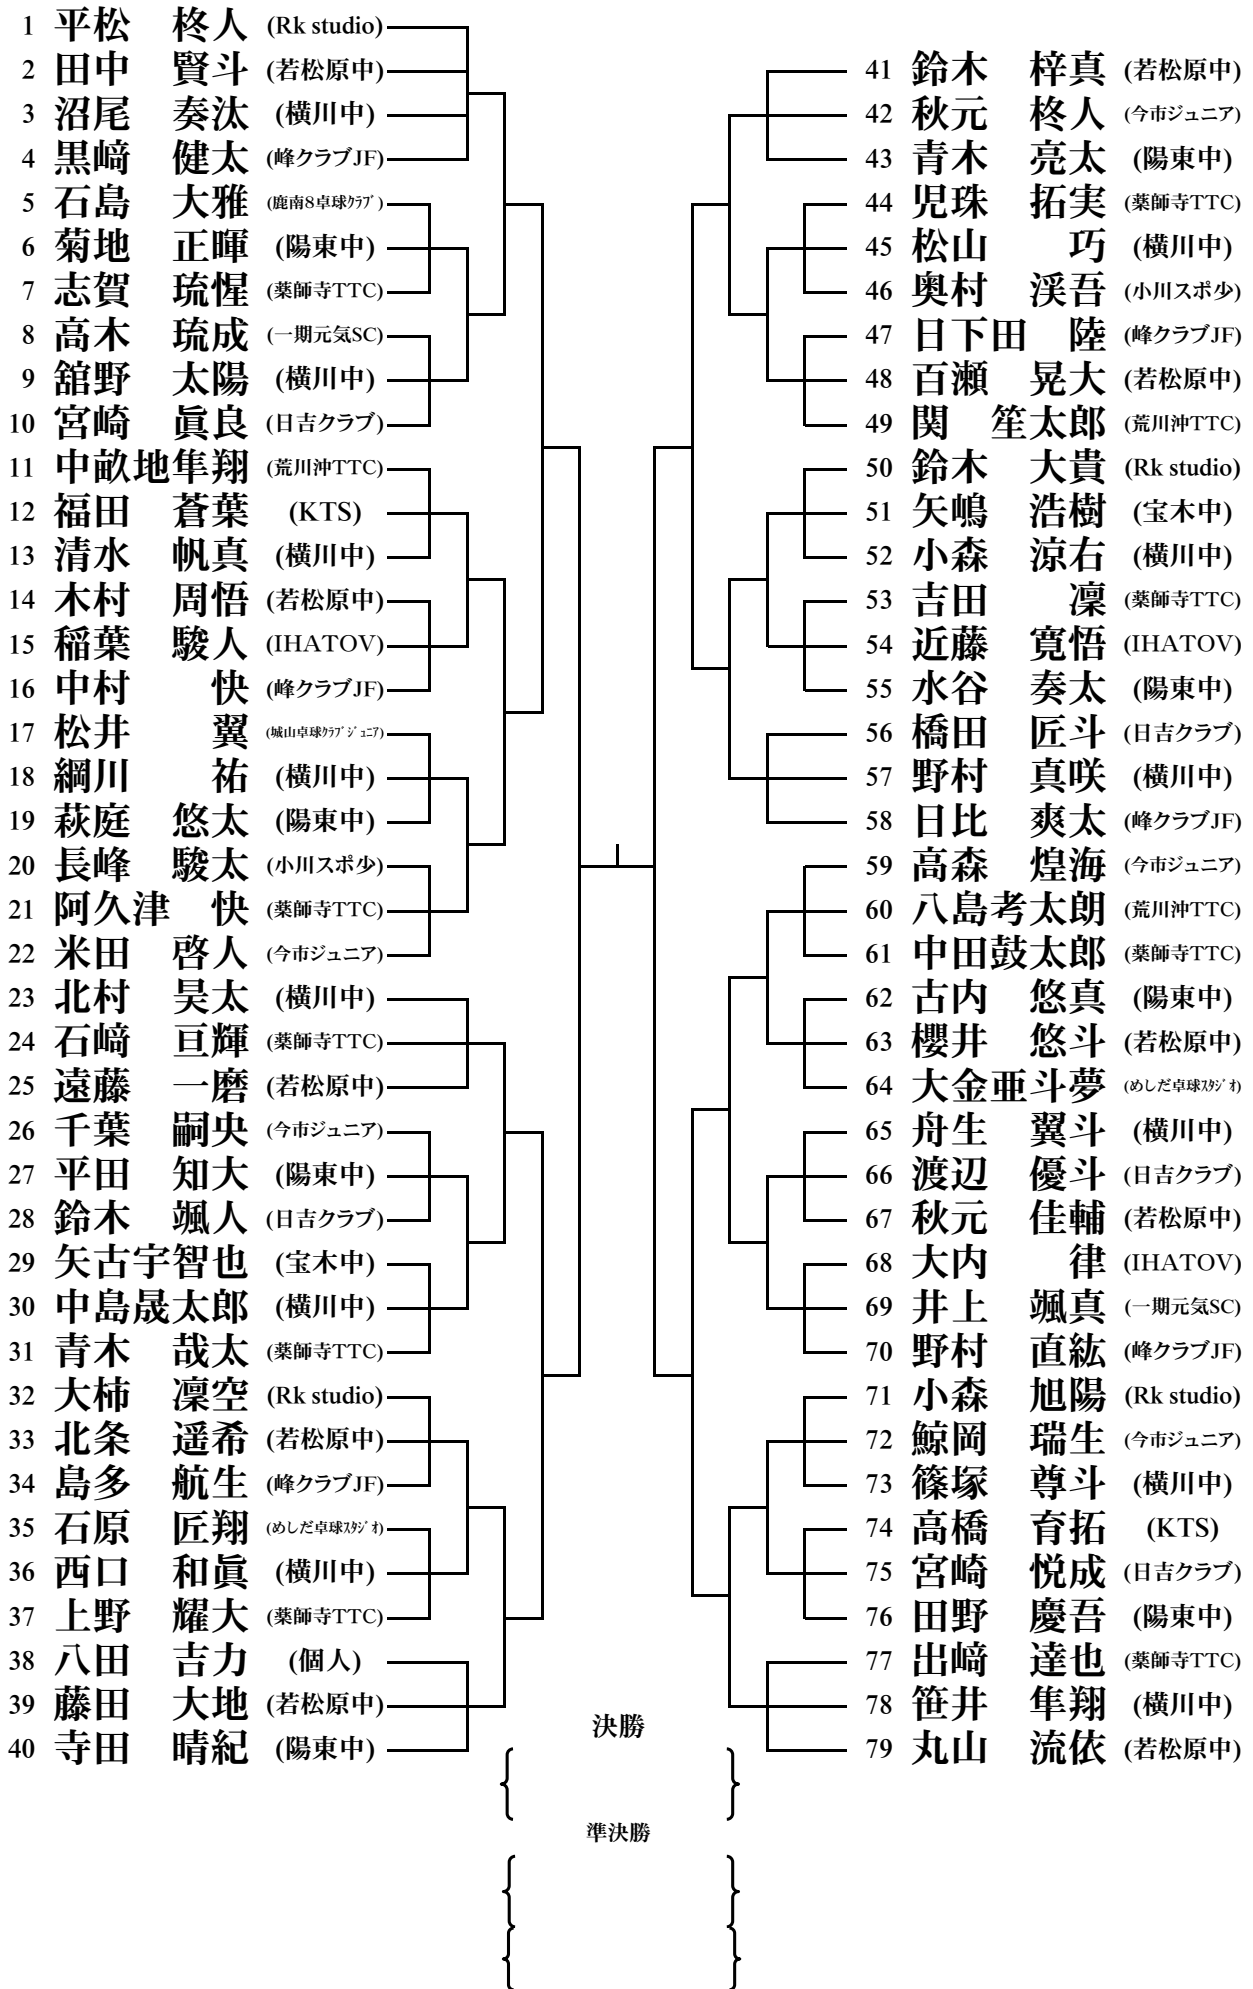 1 平松　柊人 (Rk studio)
2 田中　賢斗 (若松原中)
3 沼尾　奏汰 (横川中)
4 黒﨑　健太 (峰クラブJF)
5 石島　大雅 (鹿南8卓球ｸﾗﾌﾞ)
6 菊地　正暉 (陽東中)
7 志賀　琉惺 (薬師寺TTC)
8 高木　琉成 (一期元気SC)
9 舘野　太陽 (横川中)
10 宮崎　眞良 (日吉クラブ)
11 中畝地隼翔 (荒川沖TTC)
12 福田　蒼葉 (KTS)
13 清水　帆真 (横川中)
14 木村　周悟 (若松原中)
15 稲葉　駿人 (IHATOV)
16 中村　　快 (峰クラブJF)
17 松井　　翼 (城山卓球ｸﾗﾌﾞｼﾞｭﾆｱ)
18 綱川　　祐 (横川中)
19 萩庭　悠太 (陽東中)
20 長峰　駿太 (小川スポ少)
21 阿久津　快 (薬師寺TTC)
22 米田　啓人 (今市ジュニア)
23 北村　昊太 (横川中)
24 石﨑　亘輝 (薬師寺TTC)
25 遠藤　一磨 (若松原中)
26 千葉　嗣央 (今市ジュニア)
27 平田　知大 (陽東中)
28 鈴木　颯人 (日吉クラブ)
29 矢古宇智也 (宝木中)
30 中島晟太郎 (横川中)
31 青木　哉太 (薬師寺TTC)
32 大柿　凜空 (Rk studio)
33 北条　遥希 (若松原中)
34 島多　航生 (峰クラブJF)
35 石原　匠翔 (めしだ卓球ｽﾀｼﾞｵ)
36 西口　和眞 (横川中)
37 上野　耀大 (薬師寺TTC)
38 八田　吉力 (個人)
39 藤田　大地 (若松原中)
40 寺田　晴紀 (陽東中)
41 鈴木　梓真 (若松原中)
42 秋元　柊人 (今市ジュニア)
43 青木　亮太 (陽東中)
44 児珠　拓実 (薬師寺TTC)
45 松山　　巧 (横川中)
46 奥村　渓吾 (小川スポ少)
47 日下田　陸 (峰クラブJF)
48 百瀬　晃大 (若松原中)
49 関　笙太郎 (荒川沖TTC)
50 鈴木　大貴 (Rk studio)
51 矢嶋　浩樹 (宝木中)
52 小森　涼右 (横川中)
53 吉田　　凜 (薬師寺TTC)
54 近藤　寛悟 (IHATOV)
55 水谷　奏太 (陽東中)
56 橋田　匠斗 (日吉クラブ)
57 野村　真咲 (横川中)
58 日比　爽太 (峰クラブJF)
59 高森　煌海 (今市ジュニア)
60 八島考太朗 (荒川沖TTC)
61 中田鼓太郎 (薬師寺TTC)
62 古内　悠真 (陽東中)
63 櫻井　悠斗 (若松原中)
64 大金亜斗夢 (めしだ卓球ｽﾀｼﾞｵ)
65 舟生　翼斗 (横川中)
66 渡辺　優斗 (日吉クラブ)
67 秋元　佳輔 (若松原中)
68 大内　　律 (IHATOV)
69 井上　颯真 (一期元気SC)
70 野村　直紘 (峰クラブJF)
71 小森　旭陽 (Rk studio)
72 鯨岡　瑞生 (今市ジュニア)
73 篠塚　尊斗 (横川中)
74 高橋　育拓 (KTS)
75 宮崎　悦成 (日吉クラブ)
76 田野　慶吾 (陽東中)
77 出﨑　達也 (薬師寺TTC)
78 笹井　隼翔 (横川中)
79 丸山　流依 (若松原中)
決勝
準決勝